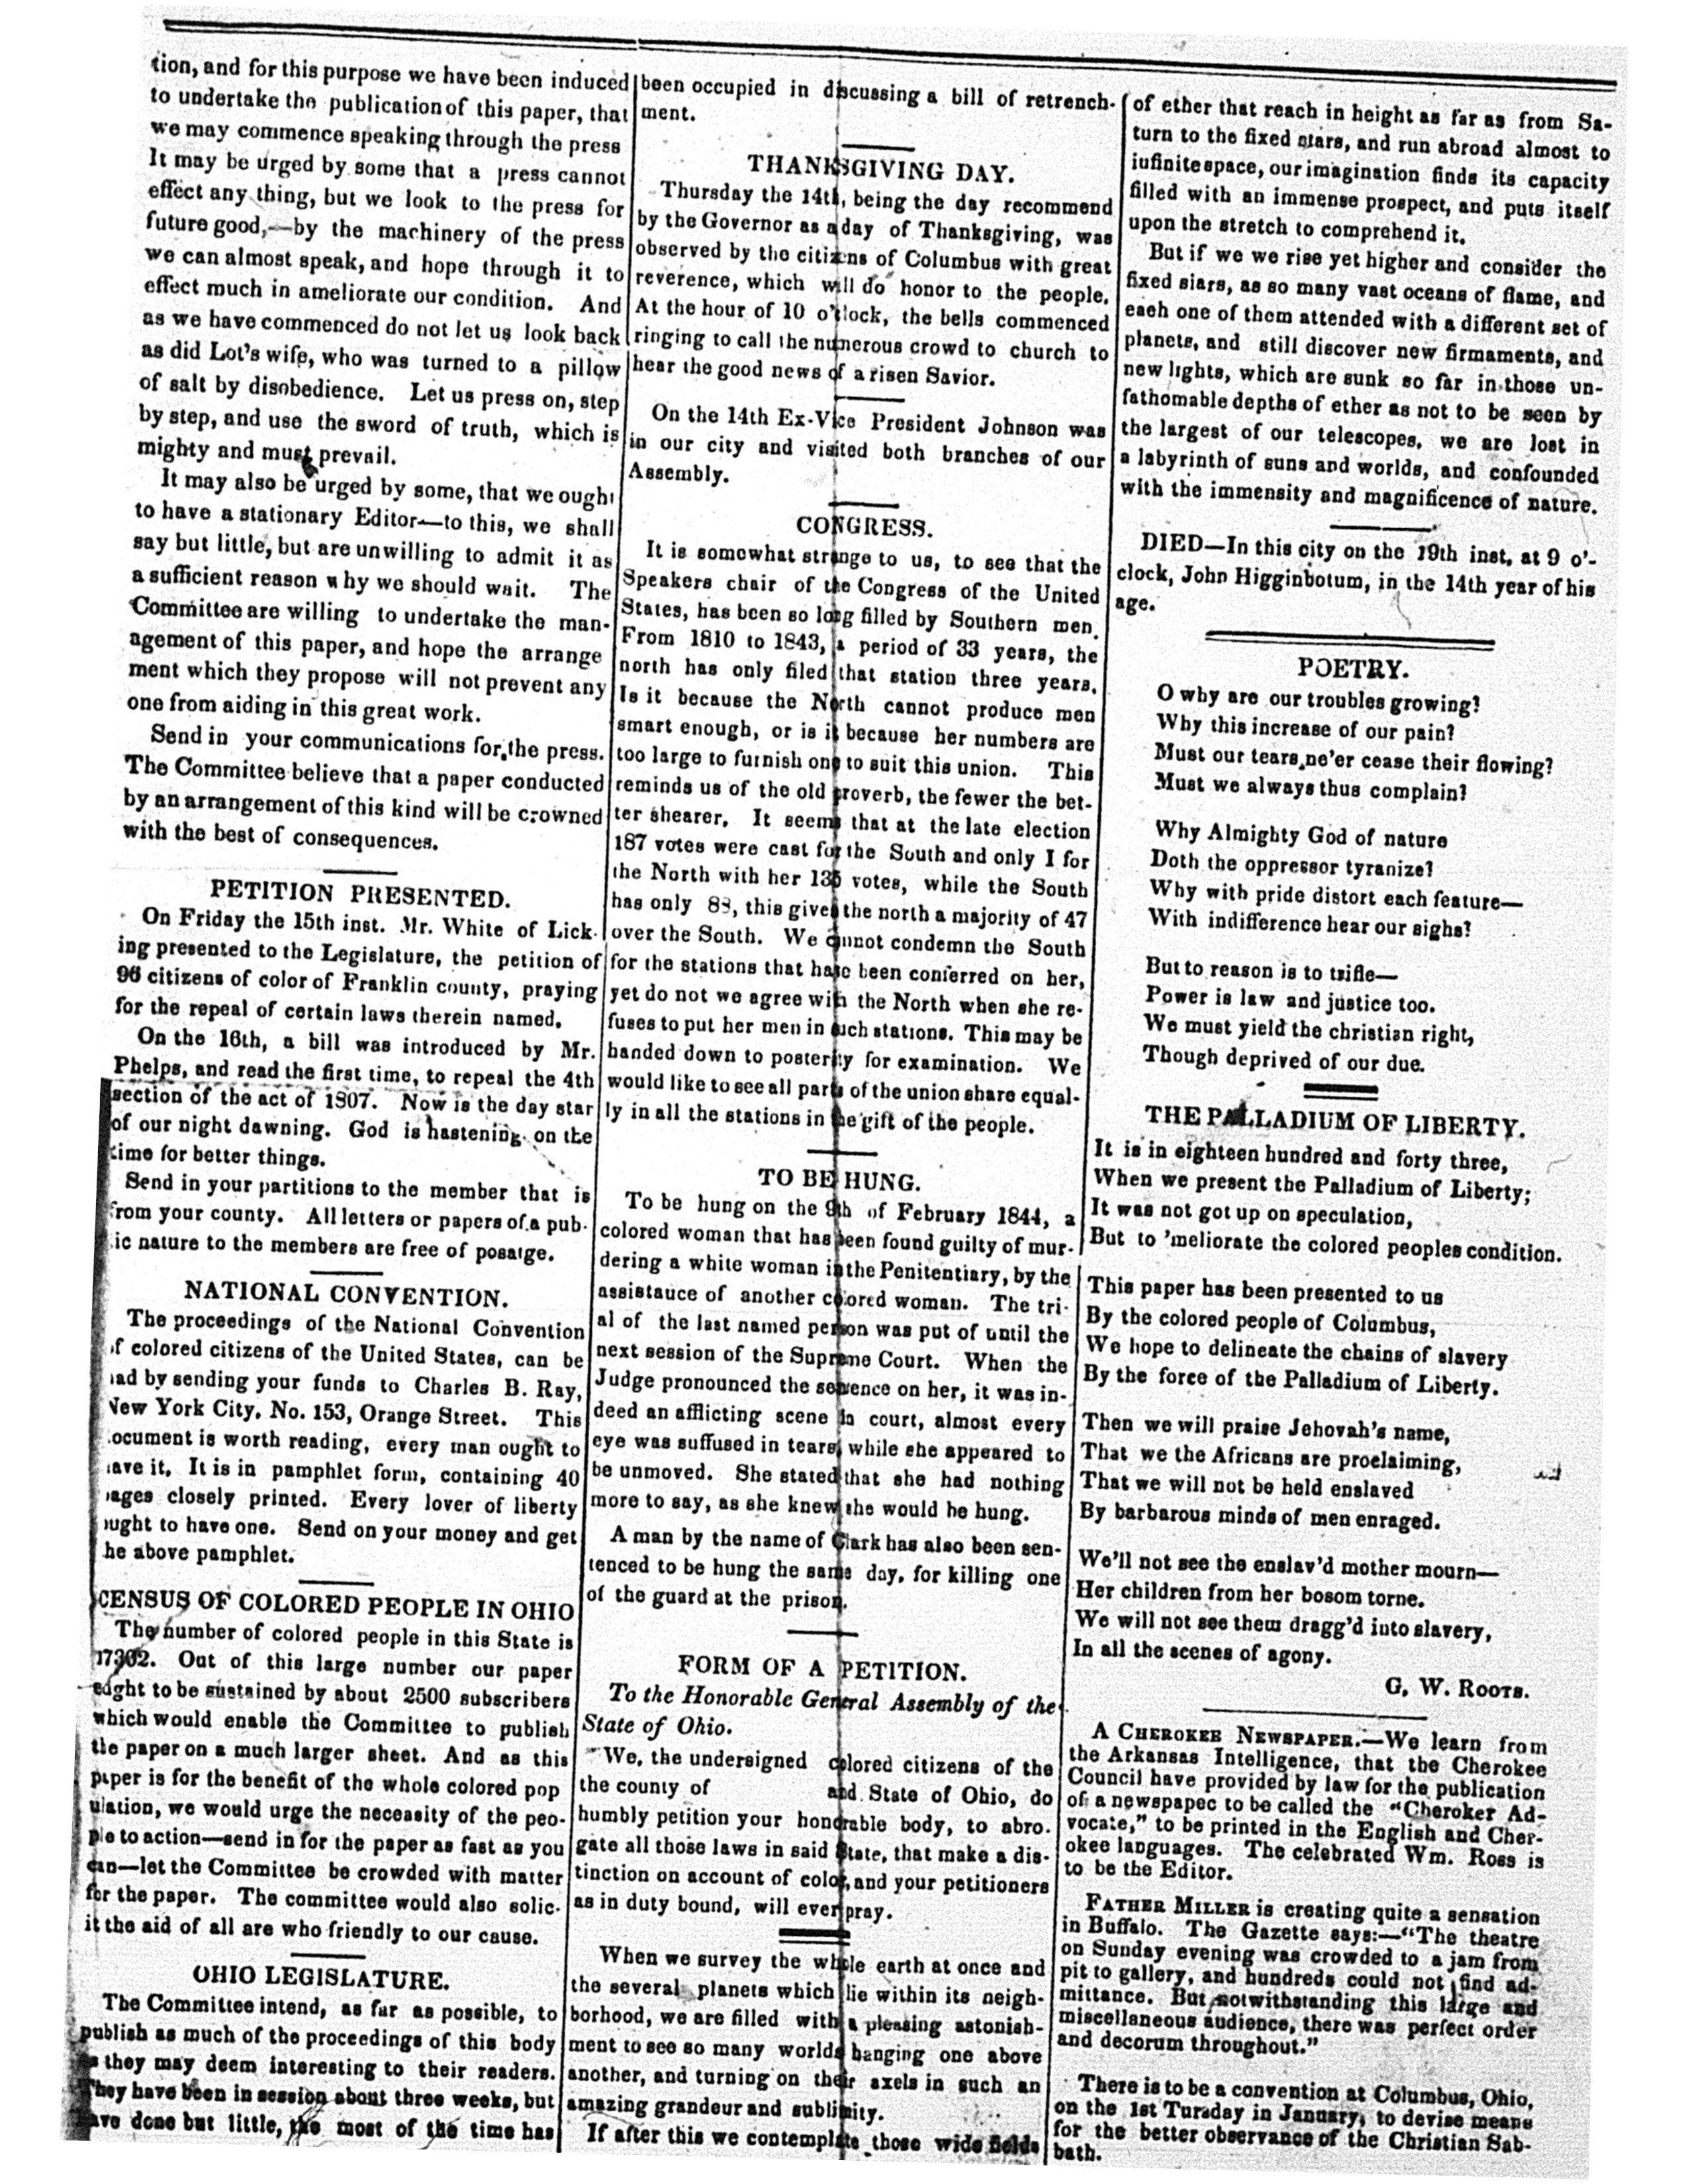 tion, and for this purpose we have been induced
to undertake the publication of this paper, that
we may commence speaking through the press
It may be urged by some that a press cannot
effect any thing, but we look to the press for
future good,—by the machinery of the press
we can almost speak, and hope through it to
effect much in ameliorate our condition. And
as we have commenced do not let us look back
as did Lot's wife, who was turned to a pillow
of salt by disobedience. Let us press on, step
by step, and use the sword of truth, which is
mighty and must prevail.
It may also be urged by some, that we ought
to have a stationary Editor—to this, we shall
say but little, but are unwilling to admit it as
a sufficient reason why we should wait. The
Committee are willing to undertake the man-
agement of this paper, and hope the arrange
ment which they propose will not prevent any
one from aiding in this great work.
Send in your communications for the press.
The Committee believe that a paper conducted
by an arrangement of this kind will be crowned
with the best of consequences.
PETITION PRESENTED.
On Friday the 15th inst. Mr. White of Lick-
ing presented to the Legislature, the petition of
96 citizens of color of Franklin county, praying
for the repeal of certain laws therein named.
On the 16th, a bill was introduced by Mr.
Phelps, and read the first time, to repeal the 4th
section of the act of 1807. Now is the day star
of our night dawning. God is hastening on the
time for better things.
Send in your partitions to the member that is
from your county. All letters or papers of a pub-
lic nature to the members are free of posatge.
NATIONAL CONVENTION.
The proceedings of the National Convention
of colored citizens of the United States, can be
had by sending your funds to Charles B. Ray,
New York City, No. 153, Orange Street. This
ocument is worth reading, every man ought to
have it. It is in pamphlet form, containing 40
pages closely printed. Every lover of liberty
ought to have one. Send on your money and get
the above pamphlet.
CENSUS OF COLORED PEOPLE IN OHIO
The number of colored people in this State is
17302. Out of this large number our paper
ought to be sustained by about 2500 subscribers
which would enable the Committee to publish
the paper on a much larger sheet. And as this
paper is for the benefit of the whole colored pop
ulation, we would urge the necessity of the peo-
ple to action—send in for the paper as fast as you
can—let the Committee be crowded with matter
for the paper. The committee would also solic-
it the aid of all are who friendly to our cause.
OHIO LEGISLATURE.
The Committee intend, as far as possible, to
publish as much of the proceedings of this body
as they may deem interesting to their readers.
They have been in session about three weeks, but
have done but little, the most of the time has
been occupied in discussing a bill of retrench-
ment.
THANKSGIVING DAY.
Thursday the 14th, being the day recommend
by the Governor as a day of Thanksgiving, was
observed by the citizens of Columbus with great
reverence, which will do honor to the people.
At the hour of 10 o'clock, the bells commenced
ringing to call the numerous crowd to church to
hear the good news of a risen Savior.
On the 14th Ex-Vice President Johnson was
in our city and visited both branches of our
Assembly.
CONGRESS.
It is somewhat strange to us, to see that the
Speakers chair of the Congress of the United
States, has been so long filled by Southern men.
From 1810 to 1843, a period of 33 years, the
north has only filed that station three years.
Is it because the North cannot produce men
smart enough, or is it because her numbers are
too large to furnish one to suit this union. This
reminds us of the old proverb, the fewer the bet-
ter shearer. It seems that at the late election
187 votes were cast for the South and only 1 for
the North with her 135 votes, while the South
has only 88, this gives the north a majority of 47
over the South. We cannot condemn the South
for the stations that have been conferred on her,
yet do not we agree with the North when she re-
fuses to put her men in such stations. This may be
handed down to posterity for examination. We
would like to see all parts of the union share equal-
ly in all the stations in the gift of the people.
TO BE HUNG.
To be hung on the 9th of February 1844, a
colored woman that has been found guilty of mur-
dering a white woman in the Penitentiary, by the
assistauce of another colored woman. The tri-
al of the last named person was put of until the
next session of the Supreme Court. When the
Judge pronounced the sentence on her, it was in-
deed an afflicting scene in court, almost every
eye was suffused in tears, while she appeared to
be unmoved. She stated that she had nothing
more to say, as she knew she would be hung.
A man by the name of Clark has also been sen-
tenced to be hung the same day, for killing one
of the guard at the prison.
FORM OF A PETITION.
To the Honorable General Assembly of the
State of Ohio.
We, the undersigned colored citizens of the
the county of and State of Ohio, do
humbly petition your honorable body, to abro-
gate all those laws in said State, that make a dis-
tinction on account of color, and your petitioners
as in duty bound, will ever pray.
When we survey the whole earth at once and
the several planets which lie within its neigh-
borhood, we are filled with a pleasing astonish-
ment to see so many worlds hanging one above
another, and turning on their axels in such an
amazing grandeur and sublimity.
If after this we contemplate those wide fields
of ether that reach in height as far as from Sa-
turn to the fixed stars, and run abroad almost to
iufinite space, our imagination finds its capacity
filled with an immense prospect, and puts itself
upon the stretch to comprehend it.
But if we we rise yet higher and consider the
fixed siars, as so many vast oceans of flame, and
each one of them attended with a different set of
planets, and still discover new firmaments, and
new lights, which are sunk so far in those un-
fathomable depths of ether as not to be seen by
the largest of our telescopes, we are lost in
a labyrinth of suns and worlds, and confounded
with the immensity and magnificence of nature.
DIED—In this city on the 19th inst, at 9 o'-
clock, John Higginbotum, in the 14th year of his
age.
POETRY.
O why are our troubles growing?
Why this increase of our pain?
Must our tears ne'er cease their flowing?
Must we always thus complain?
Why Almighty God of nature
Doth the oppressor tyranize?
Why with pride distort each feature—
With indifference hear our sighs?
But to reason is to trifle—
Power is law and justice too.
We must yield the christian right,
Though deprived of our due.
THE PALLADIUM OF LIBERTY.
It is in eighteen hundred and forty three,
When we present the Palladium of Liberty;
It was not got up on speculation,
But to 'meliorate the colored peoples condition.
This paper has been presented to us
By the colored people of Columbus,
We hope to delineate the chains of slavery
By the force of the Palladium of Liberty.
Then we will praise Jehovah's name,
That we the Africans are proclaiming,
That we will not be held enslaved
By barbarous minds of men enraged.
We'll not see the enslav'd mother mourn—
Her children from her bosom torne.
We will not see them dragg'd into slavery,
In all the scenes of agony.
G. W. ROOTS.
A CHEROKEE NEWSPAPER.—We learn from
the Arkansas Intelligence, that the Cherokee
Council have provided by law for the publication
of a newspapec to be called the "Cheroker Ad-
vocate," to be printed in the English and Cher-
okee languages. The celebrated Wm. Ross is
to be the Editor.
FATHER MILLER is creating quite a sensation
in Buffalo. The Gazette says:—"The theatre
on Sunday evening was crowded to a jam from
pit to gallery, and hundreds could not find ad-
mittance. But notwithstanding this large and
miscellaneous audience, there was perfect order
and decorum throughout."
There is to be a convention at Columbus, Ohio,
on the 1st Tursday in January, to devise means
for the better observance of the Christian Sab-
bath.